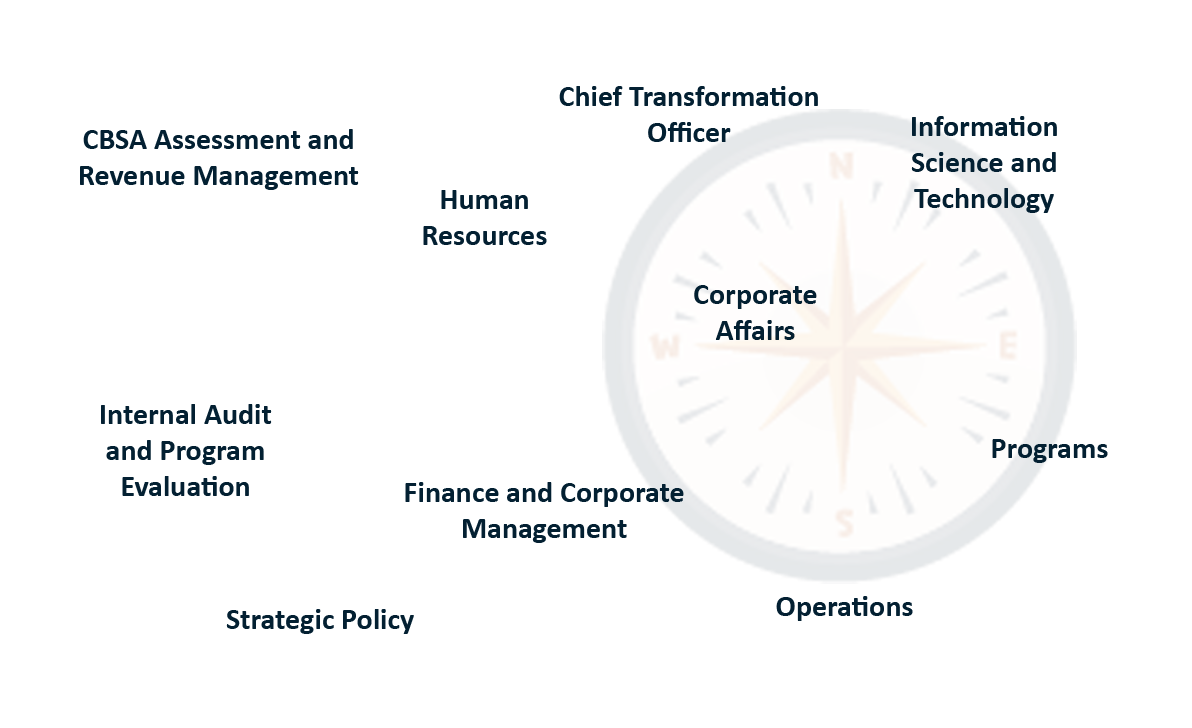 Chief Transformation
Officer
CBSA Assessment and
Revenue Management
Information
Science and
Technology
Human
Resources
N
Corporate
Affairs
W
E
Internal Audit
and Program
Evaluation
Programs
Finance and Corporate
Management
S
Operations
Strategic Policy